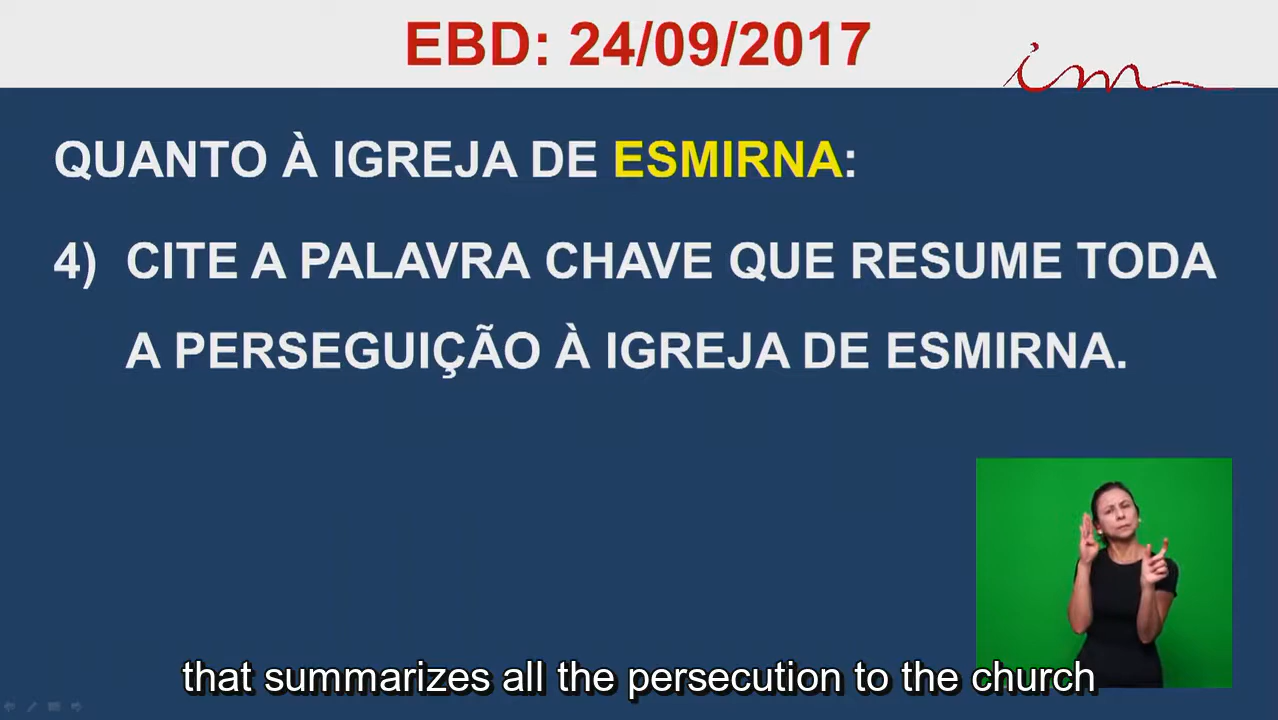 EBD: 24/09/2017
im
QUANTO À IGREJA DE ESMIRNA:
4) CITE A PALAVRA CHAVE QUE RESUME TODA
A PERSEGUIÇÃO À IGREJA DE ESMIRNA.
that summarizes all the persecution to the church